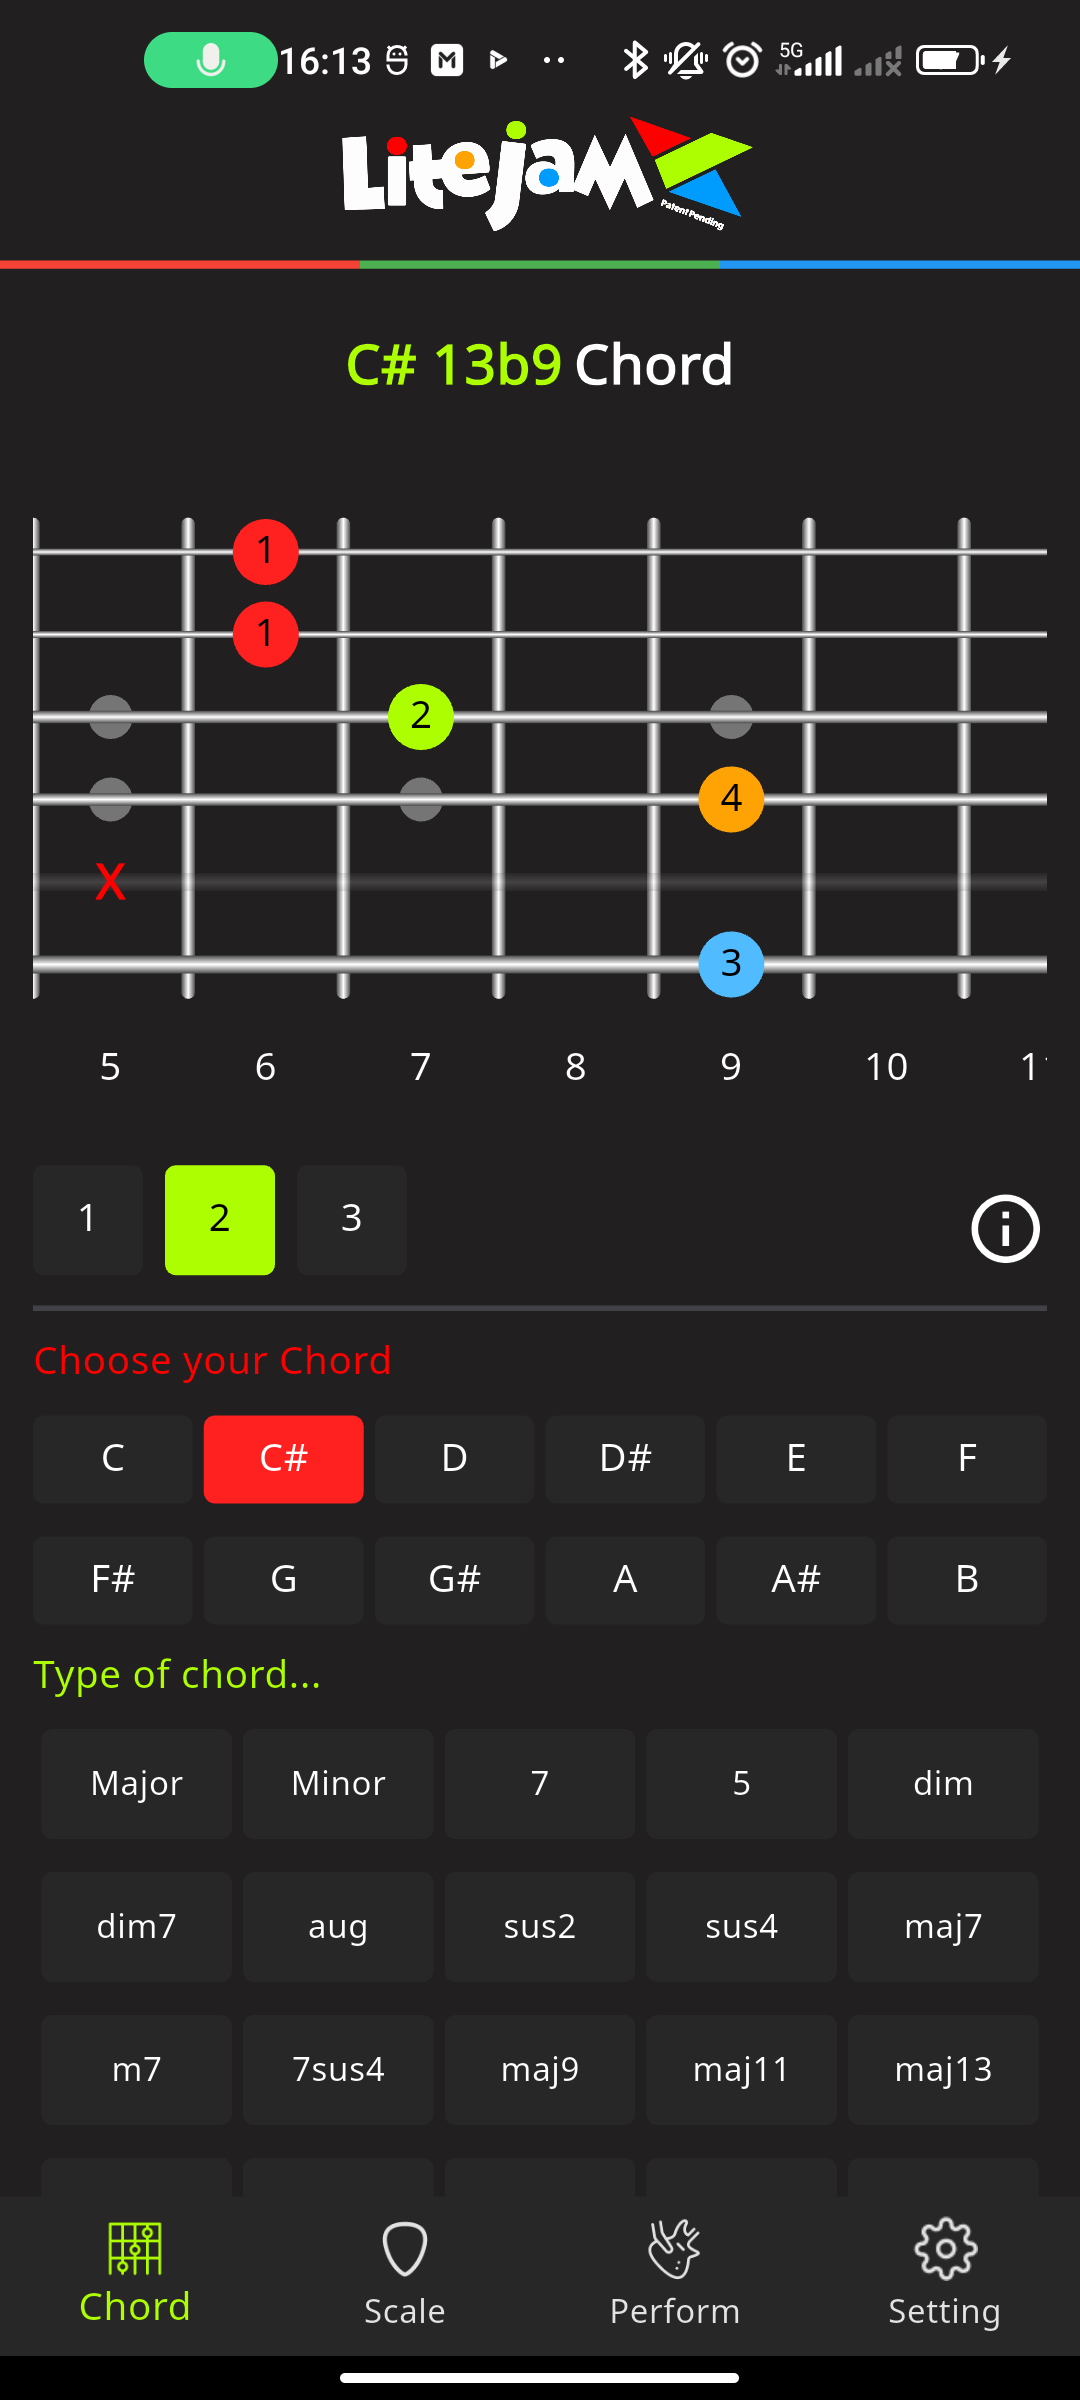 16:13 5G
LitejaM
Patent Pending
C# 13b9 Chord
1
1
2
4
X
3
5 6 7 8 9 10
1 2 3
Choose your Chord
C C# D D# E F
F# G G# A A# B
Type of chord...
Major Minor 7 5 dim
dim7 aug sus2 sus4 maj7
m7 7sus4 maj9 maj11 maj13
Chord Scale Perform Setting